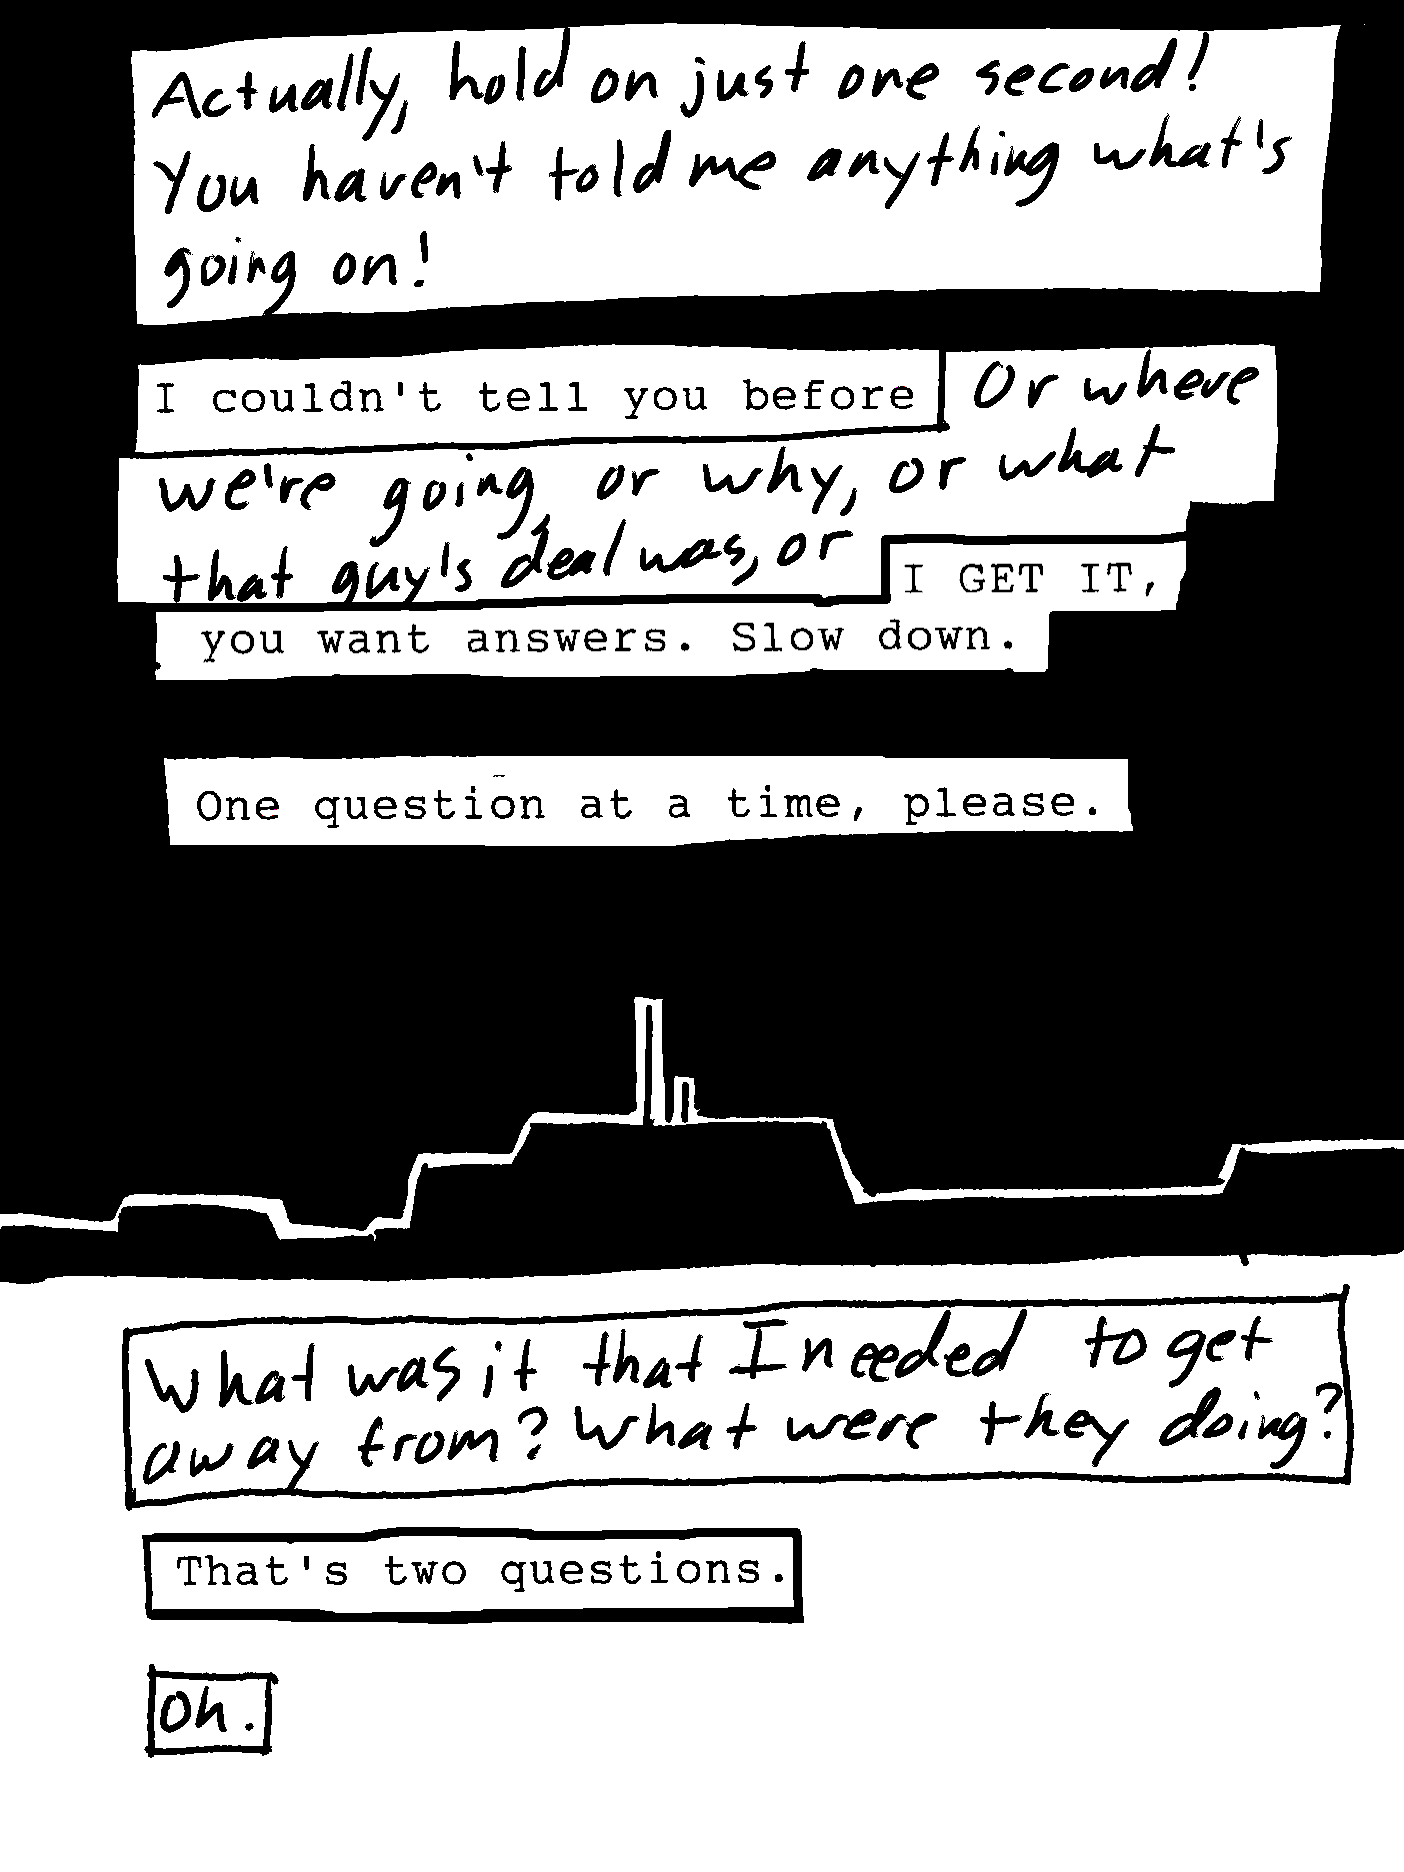 Actually, hold on just one second!
You haven't told me anything what's
going on!
I couldn't tell you before
Or where
we're going, or why, or what
that guy's deal was, or
I GET IT,
you want answers. Slow down.
One question at a time, please.
What was it that I needed to get
away from? What were they doing?
That's two questions.
Oh.